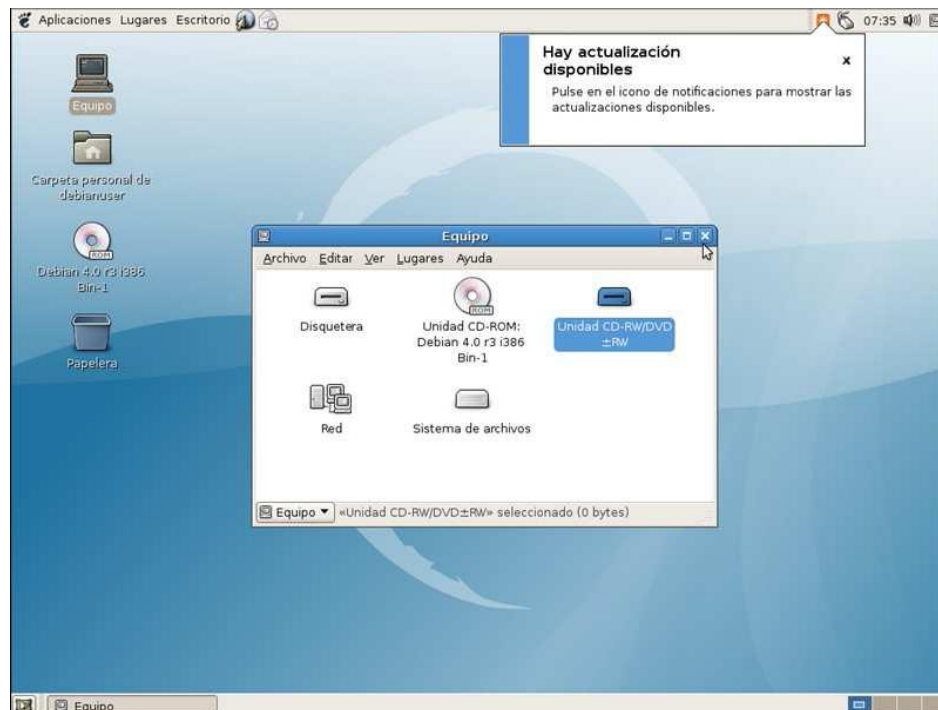 Aplicaciones Lugares Escritorio
07:35
Hay actualización
disponibles
x
Pulse en el icono de notificaciones para mostrar las
actualizaciones disponibles.
Equipo
Carpeta personal de
debianuser
ROM
Debian 4.0 r3 i386
Bin-1
Papelera
Equipo
Archivo Editar Ver Lugares Ayuda
Disquetera
ROM
Unidad CD-ROM:
Debian 4.0 r3 i386
Bin-1
Unidad CD-RW/DVD
±RW
Red
Sistema de archivos
Equipo
«Unidad CD-RW/DVD±RW» seleccionado (0 bytes)
Equipo